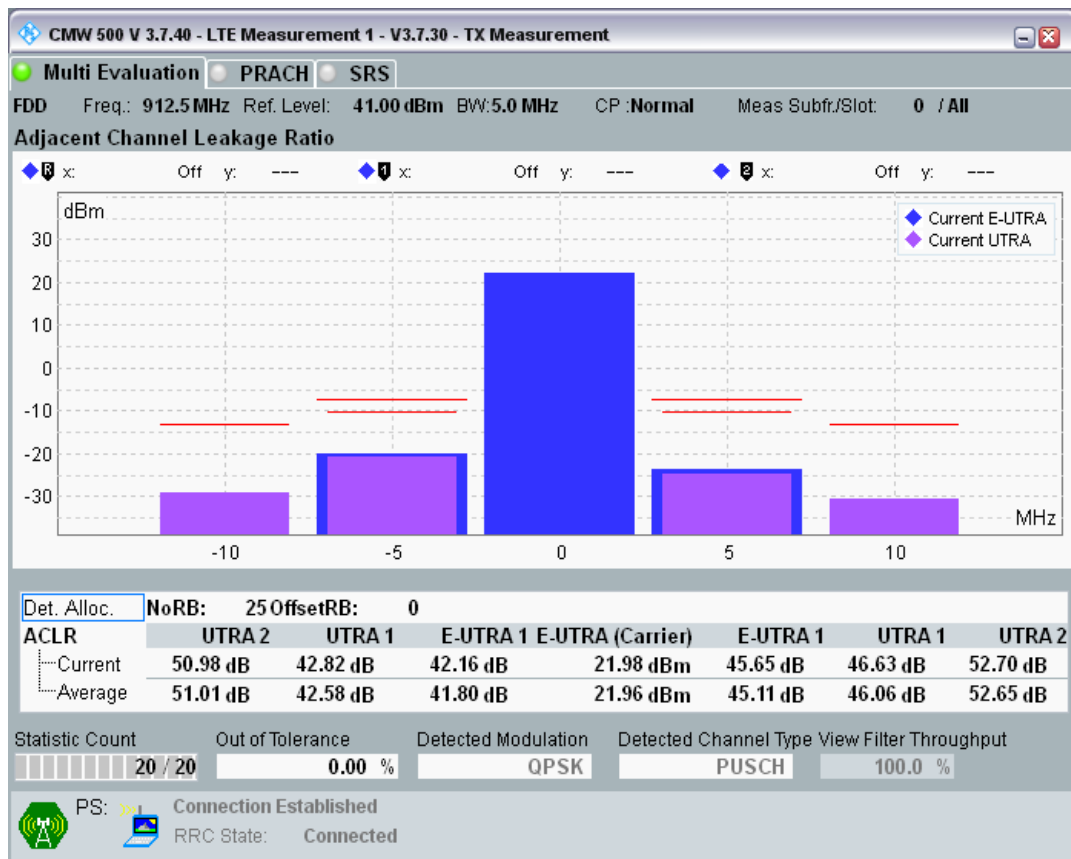 CMW 500 V 3.7.40 - LTE Measurement 1 - V3.7.30 - TX Measurement
Multi Evaluation PRACH SRS
FDD Freq.: 912.5 MHz Ref. Level: 41.00 dBm BW:5.0 MHz CP :Normal Meas Subfr./Slot: 0 / All
Adjacent Channel Leakage Ratio
R x: Off y: --- 1 x: Off y: --- 2 x: Off y: ---
dBm
Current E-UTRA
Current UTRA
30
20
10
0
-10
-20
-30
MHz
-10 -5 0 5 10
Det. Alloc. NoRB: 25 OffsetRB: 0
ACLR UTRA 2 UTRA 1 E-UTRA 1 E-UTRA (Carrier) E-UTRA 1 UTRA 1 UTRA 2
Current 50.98 dB 42.82 dB 42.16 dB 21.98 dBm 45.65 dB 46.63 dB 52.70 dB
Average 51.01 dB 42.58 dB 41.80 dB 21.96 dBm 45.11 dB 46.06 dB 52.65 dB
Statistic Count Out of Tolerance Detected Modulation Detected Channel Type View Filter Throughput
20 / 20 0.00 % QPSK PUSCH 100.0 %
PS: Connection Established
RRC State: Connected